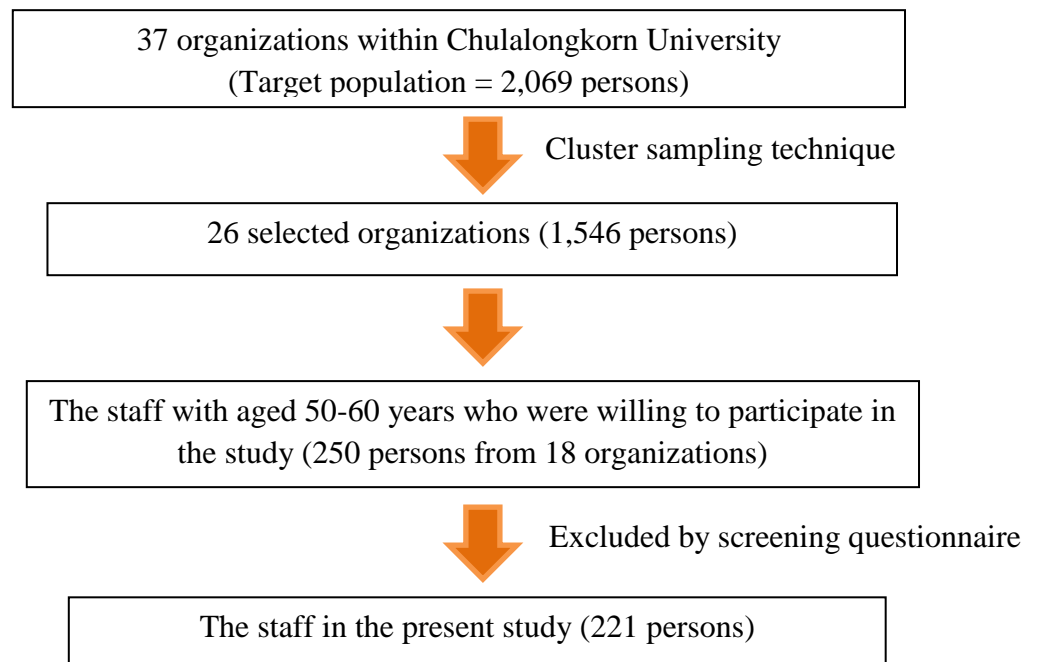 37 organizations within Chulalongkorn University
(Target population = 2,069 persons)
Cluster sampling technique
26 selected organizations (1,546 persons)
The staff with aged 50-60 years who were willing to participate in
the study (250 persons from 18 organizations)
Excluded by screening questionnaire
The staff in the present study (221 persons)